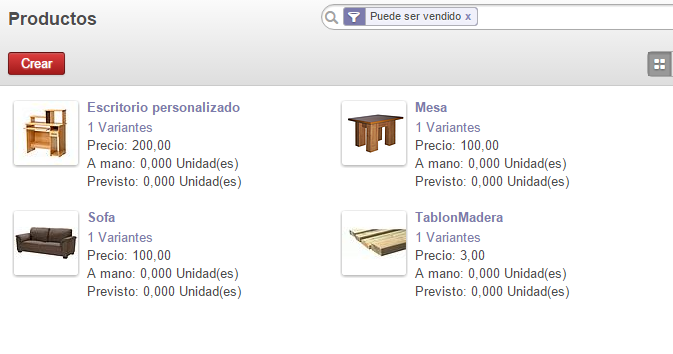 Productos
Puede ser vendido x
Crear
Escritorio personalizado
1 Variantes
Precio: 200,00
A mano: 0,000 Unidad(es)
Previsto: 0,000 Unidad(es)
Mesa
1 Variantes
Precio: 100,00
A mano: 0,000 Unidad(es)
Previsto: 0,000 Unidad(es)
Sofa
1 Variantes
Precio: 100,00
A mano: 0,000 Unidad(es)
Previsto: 0,000 Unidad(es)
TablonMadera
1 Variantes
Precio: 3,00
A mano: 0,000 Unidad(es)
Previsto: 0,000 Unidad(es)